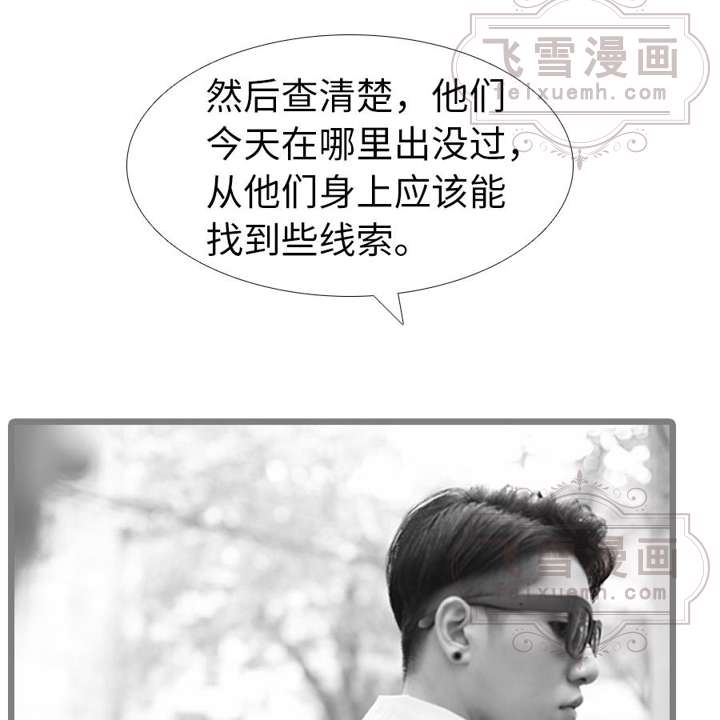 飞雪漫画
feixuemh.com
然后查清楚，他们
今天在哪里出没过，
从他们身上应该能
找到些线索。
飞雪漫画
feixuemh.com